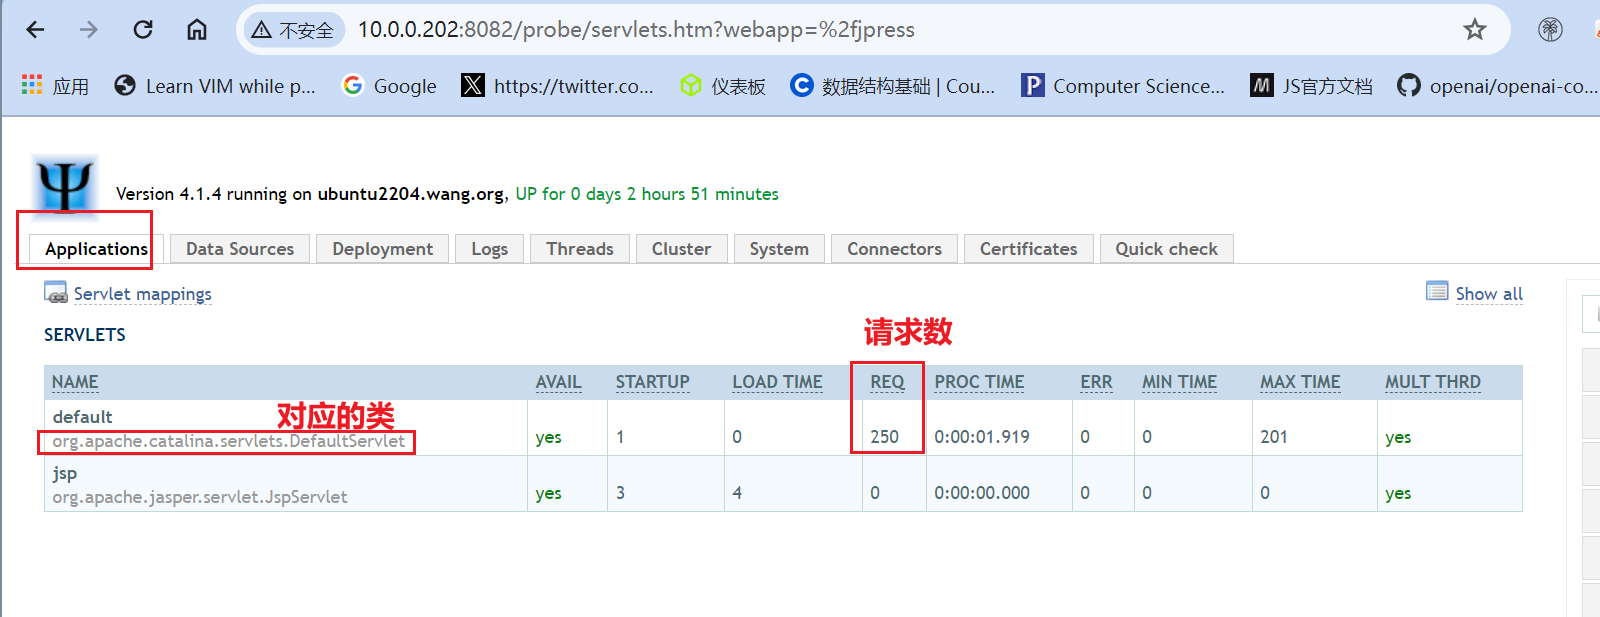 不安全 10.0.0.202:8082/probe/servlets.htm?webapp=%2fjpress
应用 Learn VIM while p... Google https://twitter.co... 仪表板 数据结构基础 | Cou... Computer Science... JS官方文档 openai/openai-co...
Version 4.1.4 running on ubuntu2204.wang.org, UP for 0 days 2 hours 51 minutes
Applications Data Sources Deployment Logs Threads Cluster System Connectors Certificates Quick check
Servlet mappings Show all
SERVLETS
请求数
NAME AVAIL STARTUP LOAD TIME REQ PROC TIME ERR MIN TIME MAX TIME MULT THRD
default 对应的类
org.apache.catalina.servlets.DefaultServlet yes 1 0 250 0:00:01.919 0 0 201 yes
jsp
org.apache.jasper.servlet.JspServlet yes 3 4 0 0:00:00.000 0 0 0 yes